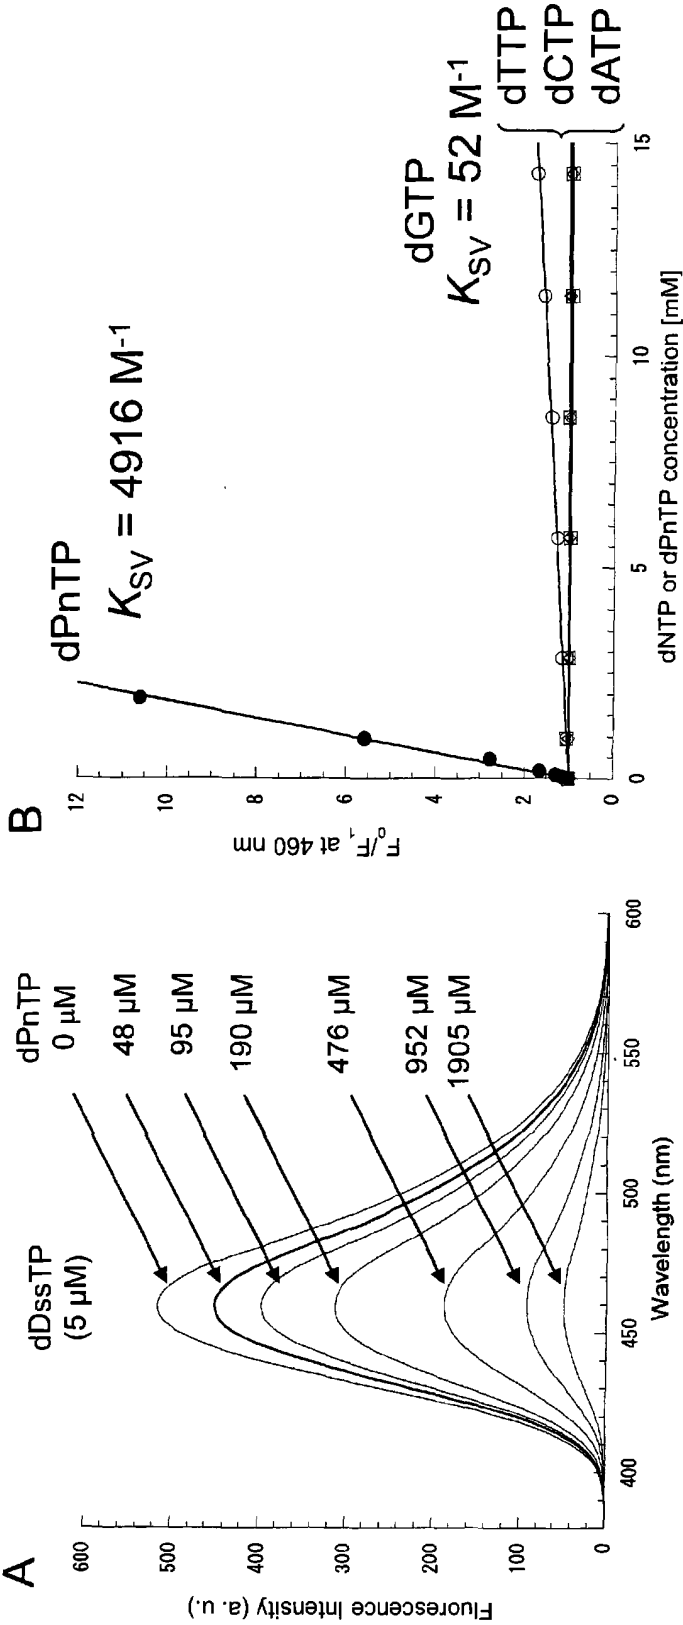 A
Fluorescence Intensity (a. u.)
600
500
400
300
200
100
0
dDssTP
(5 μM)
dPnTP
0 μM
48 μM
95 μM
190 μM
476 μM
952 μM
1905 μM
400
450
500
550
600
Wavelength (nm)
B
F0/F1 at 460 nm
12
10
8
6
4
2
0
dPnTP
KSV = 4916 M-1
dGTP
KSV = 52 M-1
dTTP
dCTP
dATP
0
5
10
15
dNTP or dPnTP concentration [mM]